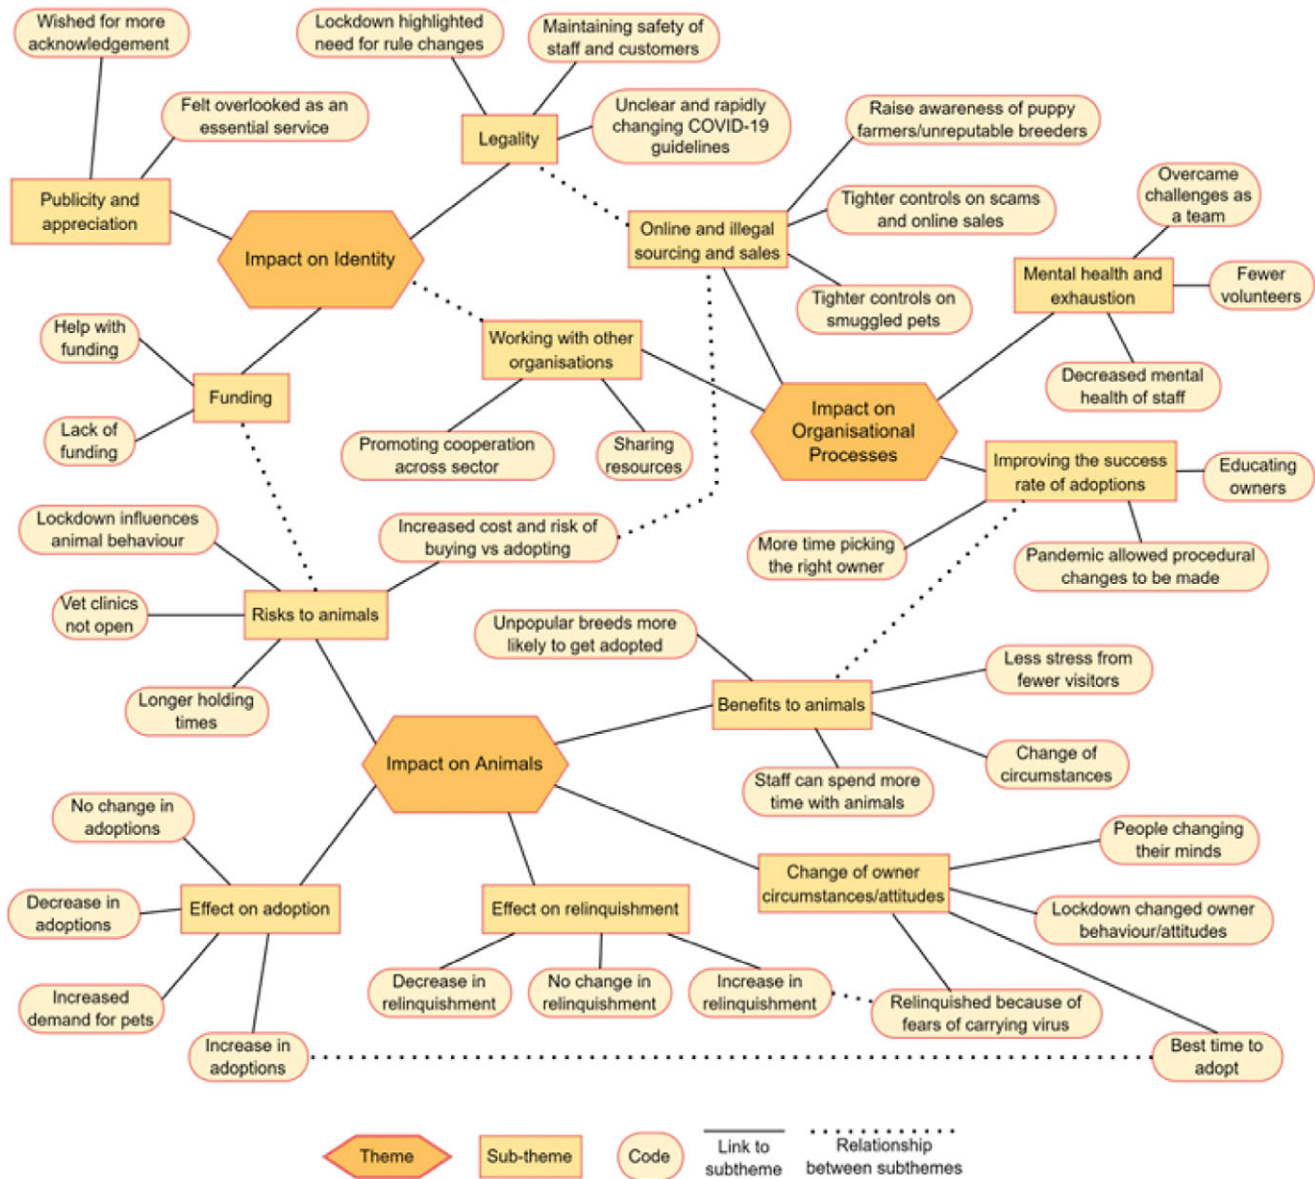 Wished for more
acknowledgement
Lockdown highlighted
need for rule changes
Maintaining safety of
staff and customers
Felt overlooked as an
essential service
Legality
Unclear and rapidly
changing COVID-19
guidelines
Raise awareness of puppy
farmers/unreputable breeders
Publicity and
appreciation
Impact on Identity
Online and illegal
sourcing and sales
Tighter controls on scams
and online sales
Tighter controls on
smuggled pets
Overcame
challenges as
a team
Mental health and
exhaustion
Fewer
volunteers
Decreased mental
health of staff
Help with
funding
Funding
Lack of
funding
Working with other
organisations
Promoting cooperation
across sector
Sharing
resources
Impact on
Organisational
Processes
Improving the success
rate of adoptions
Educating
owners
More time picking
the right owner
Pandemic allowed procedural
changes to be made
Lockdown influences
animal behaviour
Increased cost and risk of
buying vs adopting
Vet clinics
not open
Risks to animals
Longer holding
times
Unpopular breeds more
likely to get adopted
Less stress from
fewer visitors
Benefits to animals
Change of
circumstances
Staff can spend more
time with animals
Impact on Animals
No change in
adoptions
Decrease in
adoptions
Effect on adoption
Increased
demand for pets
Increase in
adoptions
Effect on relinquishment
Decrease in
relinquishment
No change in
relinquishment
Increase in
relinquishment
Change of owner
circumstances/attitudes
People changing
their minds
Lockdown changed owner
behaviour/attitudes
Relinquished because of
fears of carrying virus
Best time to
adopt
Theme
Sub-theme
Code
Link to
subtheme
Relationship
between subthemes